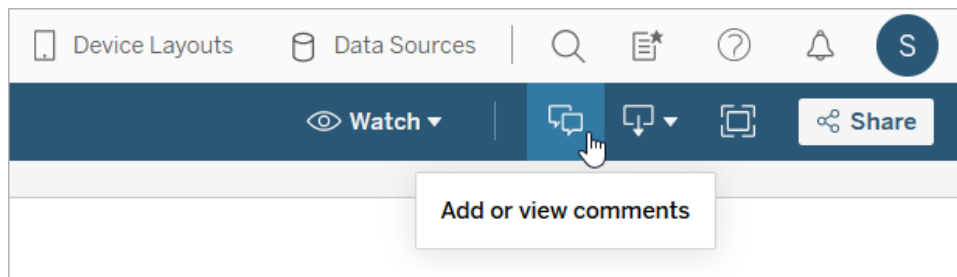 Device Layouts Data Sources S
Watch Share
Add or view comments